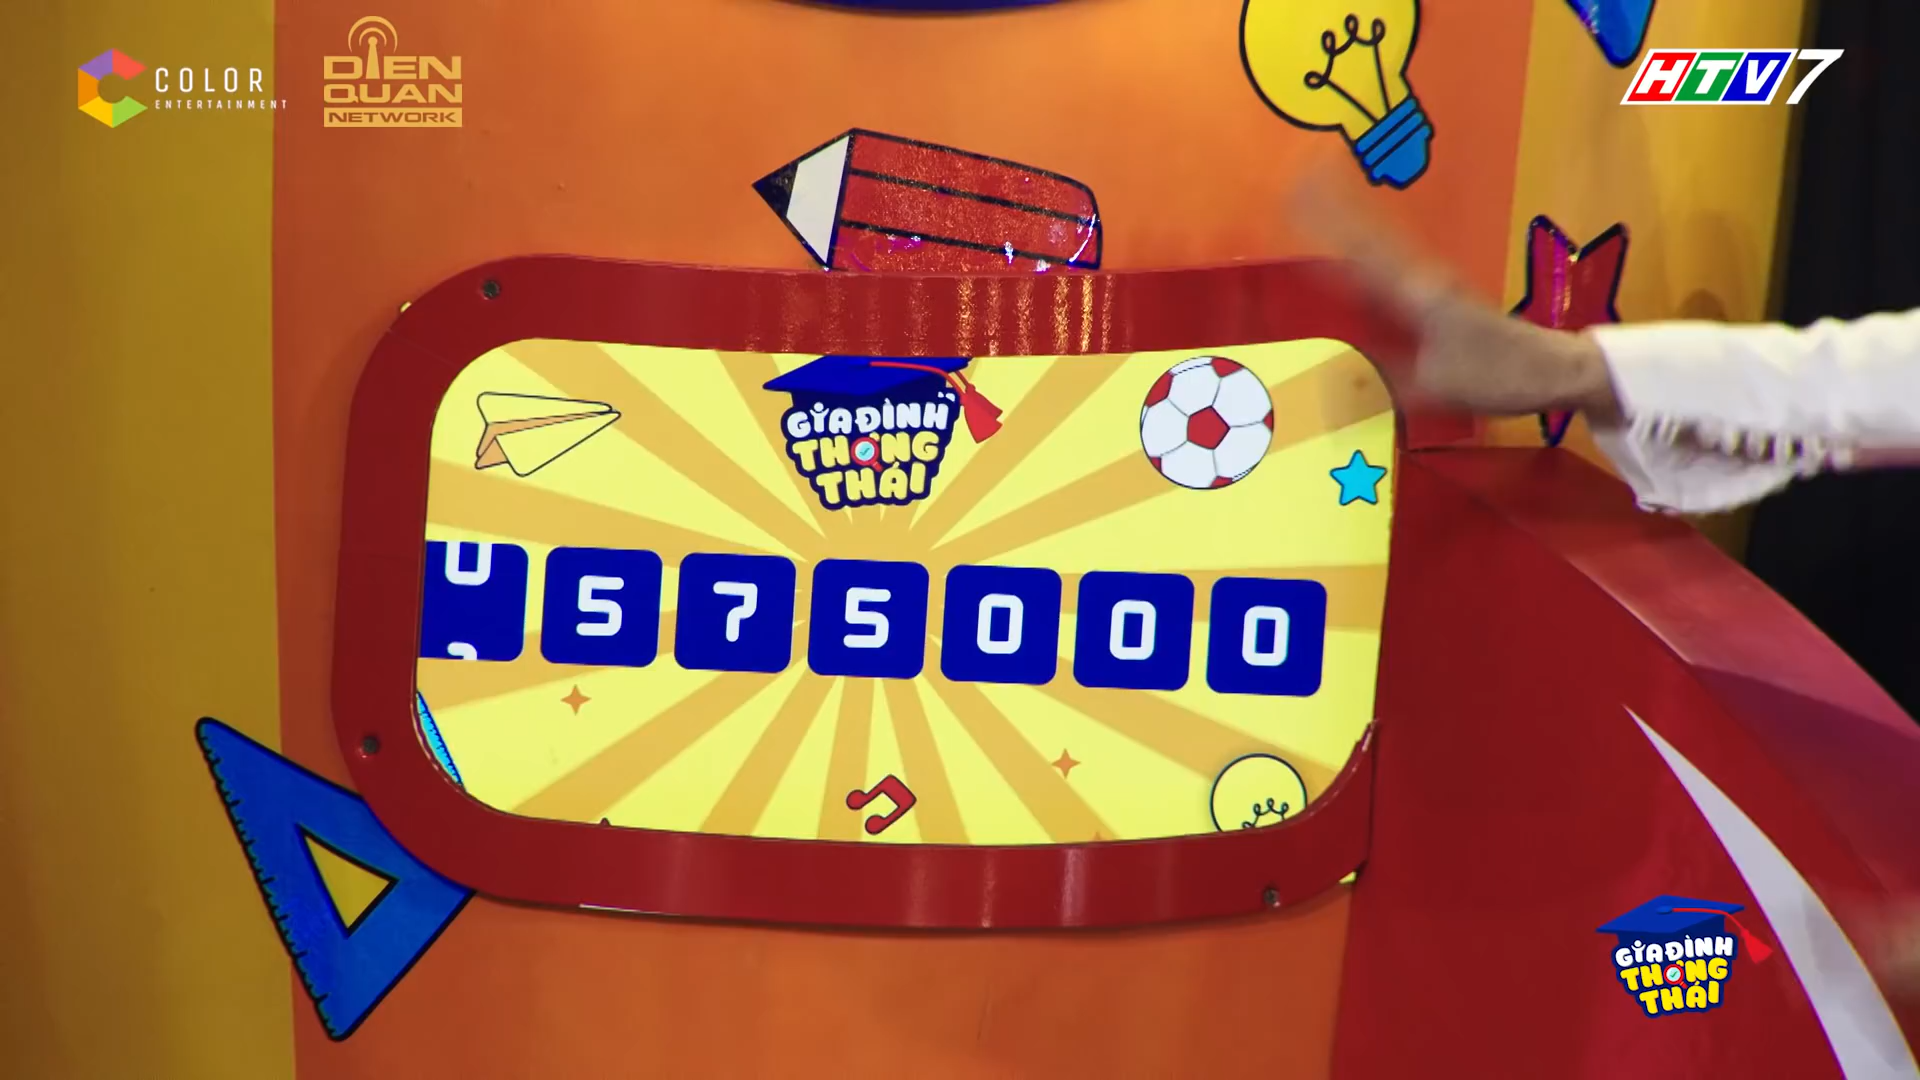 COLOR
ENTERTAINMENT
DIEN
QUAN
NETWORK
HTV7
GIA ĐÌNH
THÔNG
THÁI
575000
GIA ĐÌNH
THÔNG
THÁI